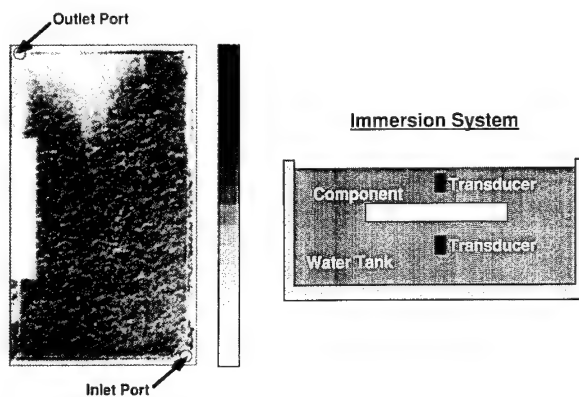 Outlet Port
Immersion System
Transducer
Component
Transducer
Water Tank
Inlet Port